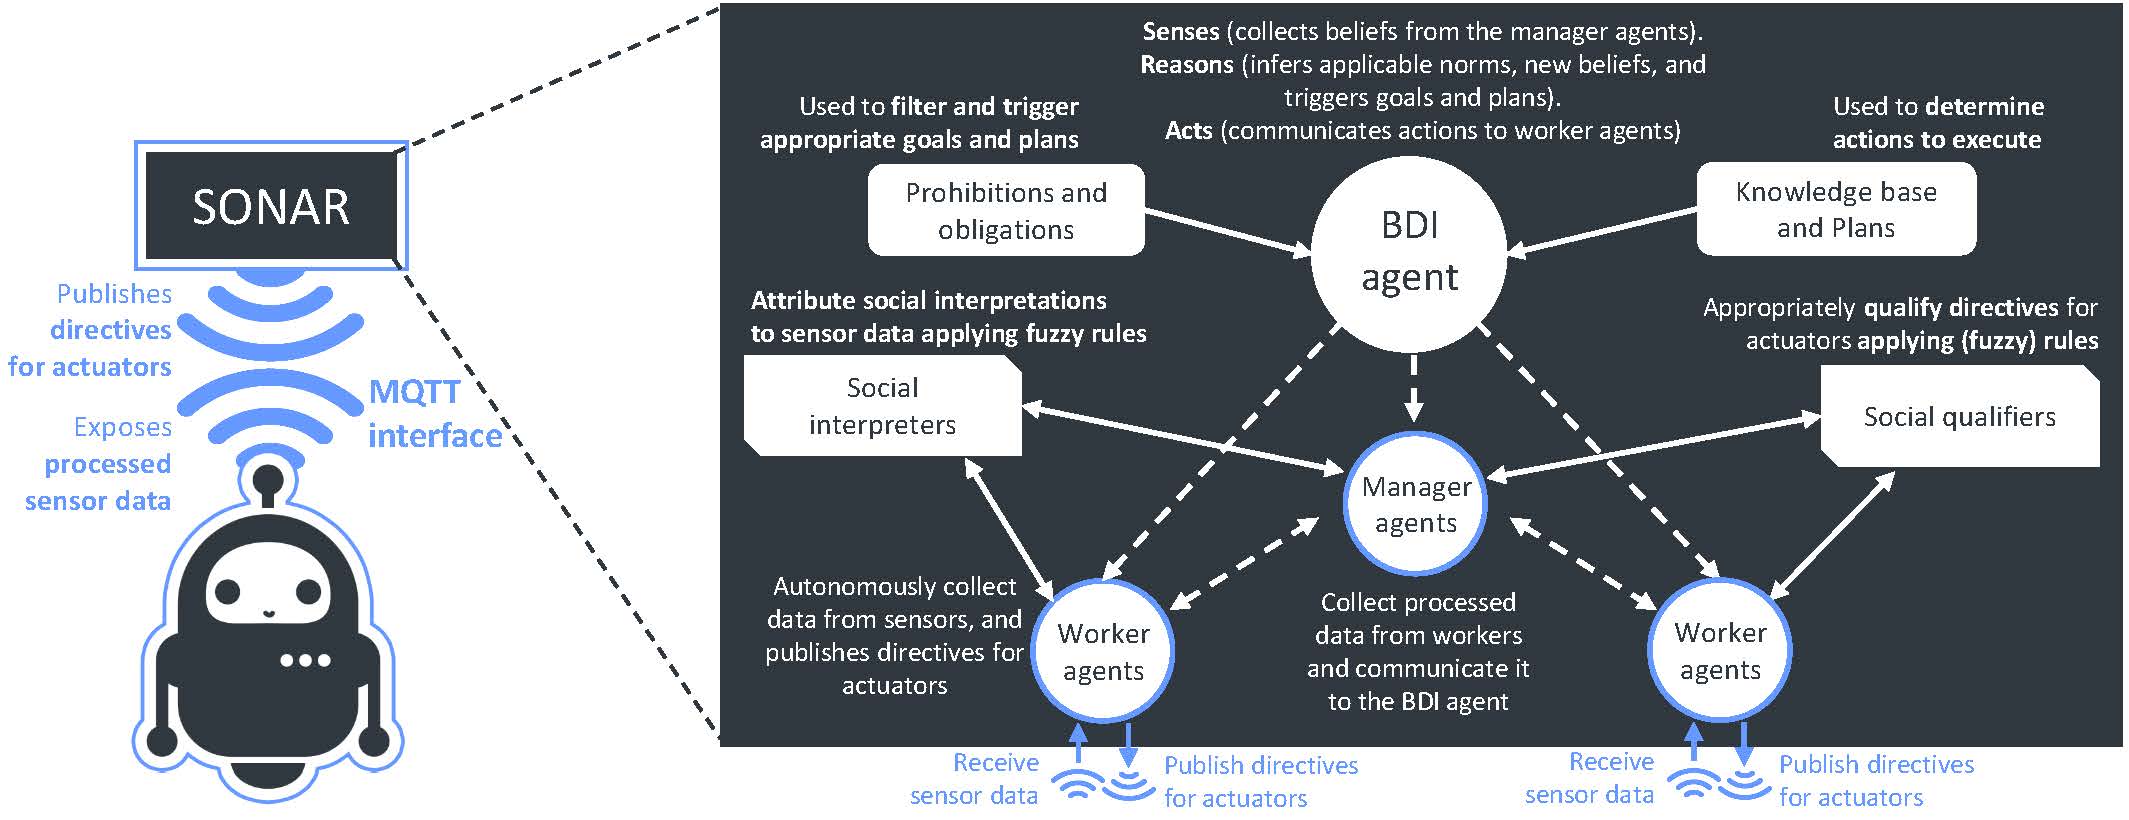 SONAR
Publishes
directives
for actuators
MQTT
interface
Exposes
processed
sensor data
Senses (collects beliefs from the manager agents).
Reasons (infers applicable norms, new beliefs, and
triggers goals and plans).
Acts (communicates actions to worker agents)
Used to filter and trigger
appropriate goals and plans
Prohibitions and
obligations
BDI
agent
Used to determine
actions to execute
Knowledge base
and Plans
Attribute social interpretations
to sensor data applying fuzzy rules
Social
interpreters
Appropriately qualify directives for
actuators applying (fuzzy) rules
Social qualifiers
Manager
agents
Autonomously collect
data from sensors, and
publishes directives for
actuators
Worker
agents
Collect processed
data from workers
and communicate it
to the BDI agent
Worker
agents
Receive
sensor data
Publish directives
for actuators
Receive
sensor data
Publish directives
for actuators